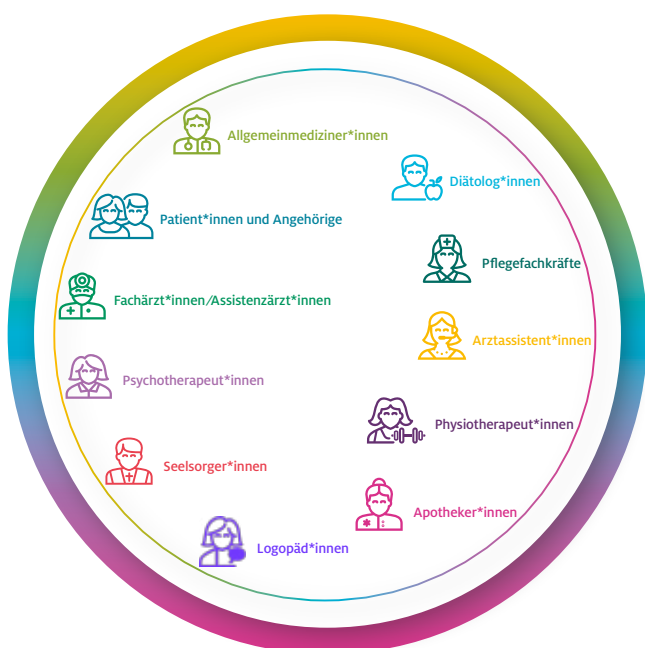 Allgemeinmediziner*innen
Diätolog*innen
Patient*innen und Angehörige
Pflegefachkräfte
Fachärzt*innen/Assistenzärzt*innen
Arztassistent*innen
Psychotherapeut*innen
Physiotherapeut*innen
Seelsorger*innen
Apotheker*innen
Logopäd*innen